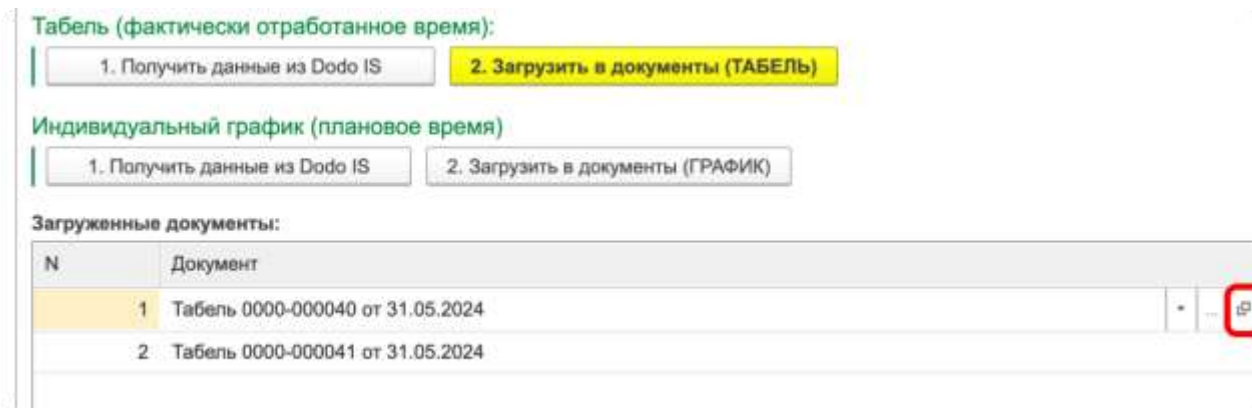 Табель (фактически отработанное время):
1. Получить данные из Dodo IS 2. Загрузить в документы (ТАБЕЛЬ)
Индивидуальный график (плановое время)
1. Получить данные из Dodo IS 2. Загрузить в документы (ГРАФИК)
Загруженные документы:
N Документ
1 Табель 0000-000040 от 31.05.2024 ...
2 Табель 0000-000041 от 31.05.2024